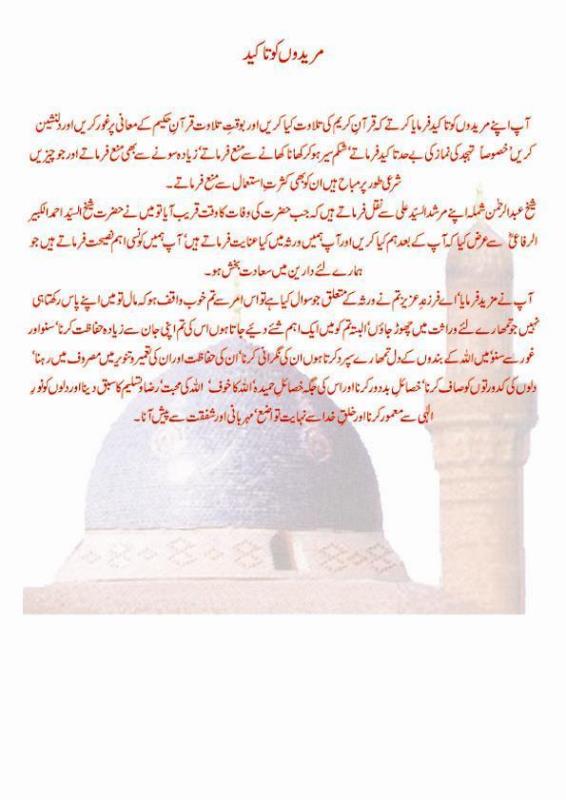 مریدوں کو تاکید
آپ اپنے مریدوں کو تاکید فرمایا کرتے کہ قرآنِ کریم کی تلاوت کیا کریں اور بوقتِ تلاوت قرآنِ حکیم کے معانی پر غور کریں اور دلنشین
کریں‘ خصوصاً تہجد کی نماز کی بے حد تاکید فرماتے‘ شکم سیر ہو کر کھانا کھانے سے منع فرماتے‘ زیادہ سونے سے بھی منع فرماتے اور جو چیزیں
شرعی طور پر مباح ہیں ان کو بھی کثرتِ استعمال سے منع فرماتے۔
شیخ عبدالرحمٰن شملہ اپنے مرشد السیّد علی سے نقل فرماتے ہیں کہ جب حضرت کی وفات کا وقت قریب آیا تو میں نے حضرت شیخ السیّد احمد الکبیر
الرفاعیؒ سے عرض کیا کہ آپ کے بعد ہم کیا کریں اور آپ ہمیں ورثہ میں کیا عنایت فرماتے ہیں‘ آپ ہمیں کونسی اہم نصیحت فرماتے ہیں جو
ہمارے لئے دارین میں سعادت بخش ہو۔
آپ نے مزید فرمایا‘ اے فرزندِ عزیز تم نے ورثہ کے متعلق جو سوال کیا ہے تو اس امر سے تم خوب واقف ہو کہ مال تو میں اپنے پاس رکھتا ہی
نہیں جو تمھارے لئے وراثت میں چھوڑ جاؤں‘ البتہ تم کو میں ایک اہم شئے دیئے جاتا ہوں اس کی تم اپنی جان سے زیادہ حفاظت کرنا‘ سنو اور
غور سے سنو‘ میں اللہ کے بندوں کے دل تمھارے سپرد کرتا ہوں ان کی نگرانی کرنا‘ ان کی حفاظت اور ان کی تعمیر و تنویر میں مصروف میں رہنا‘
دلوں کی کدورتوں کو صاف کرنا‘ خصائلِ بد دور کرنا اور اس کی جگہ خصائلِ حمیدہ‘ اللہ کا خوف‘ اللہ کی محبت‘ رضا و تسلیم کا سبق دینا اور دلوں کو نورِ
الٰہی سے معمور کرنا اور خلقِ خدا سے نہایت تواضع‘ مہربانی اور شفقت سے پیش آنا۔